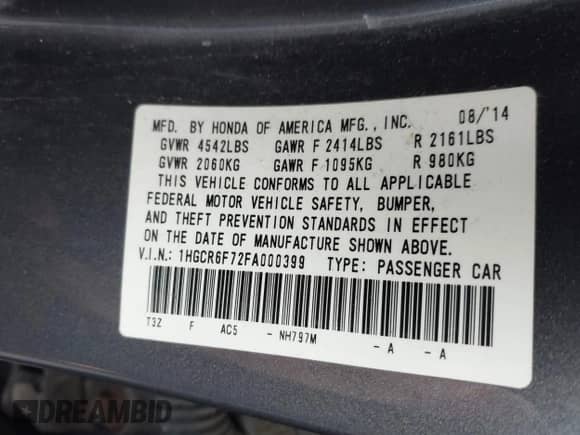 MFD. BY HONDA OF AMERICA MFG., INC. 08/'14
GVWR 4542LBS GAWR F 2414LBS R 2161LBS
GVWR 2060KG GAWR F 1095KG R 980KG
THIS VEHICLE CONFORMS TO ALL APPLICABLE
FEDERAL MOTOR VEHICLE SAFETY, BUMPER,
AND THEFT PREVENTION STANDARDS IN EFFECT
ON THE DATE OF MANUFACTURE SHOWN ABOVE.
V.I.N.: 1HGCR6F72FA000399 TYPE: PASSENGER CAR
T3Z F AC5 - NH797M - A - A
DREAMBID